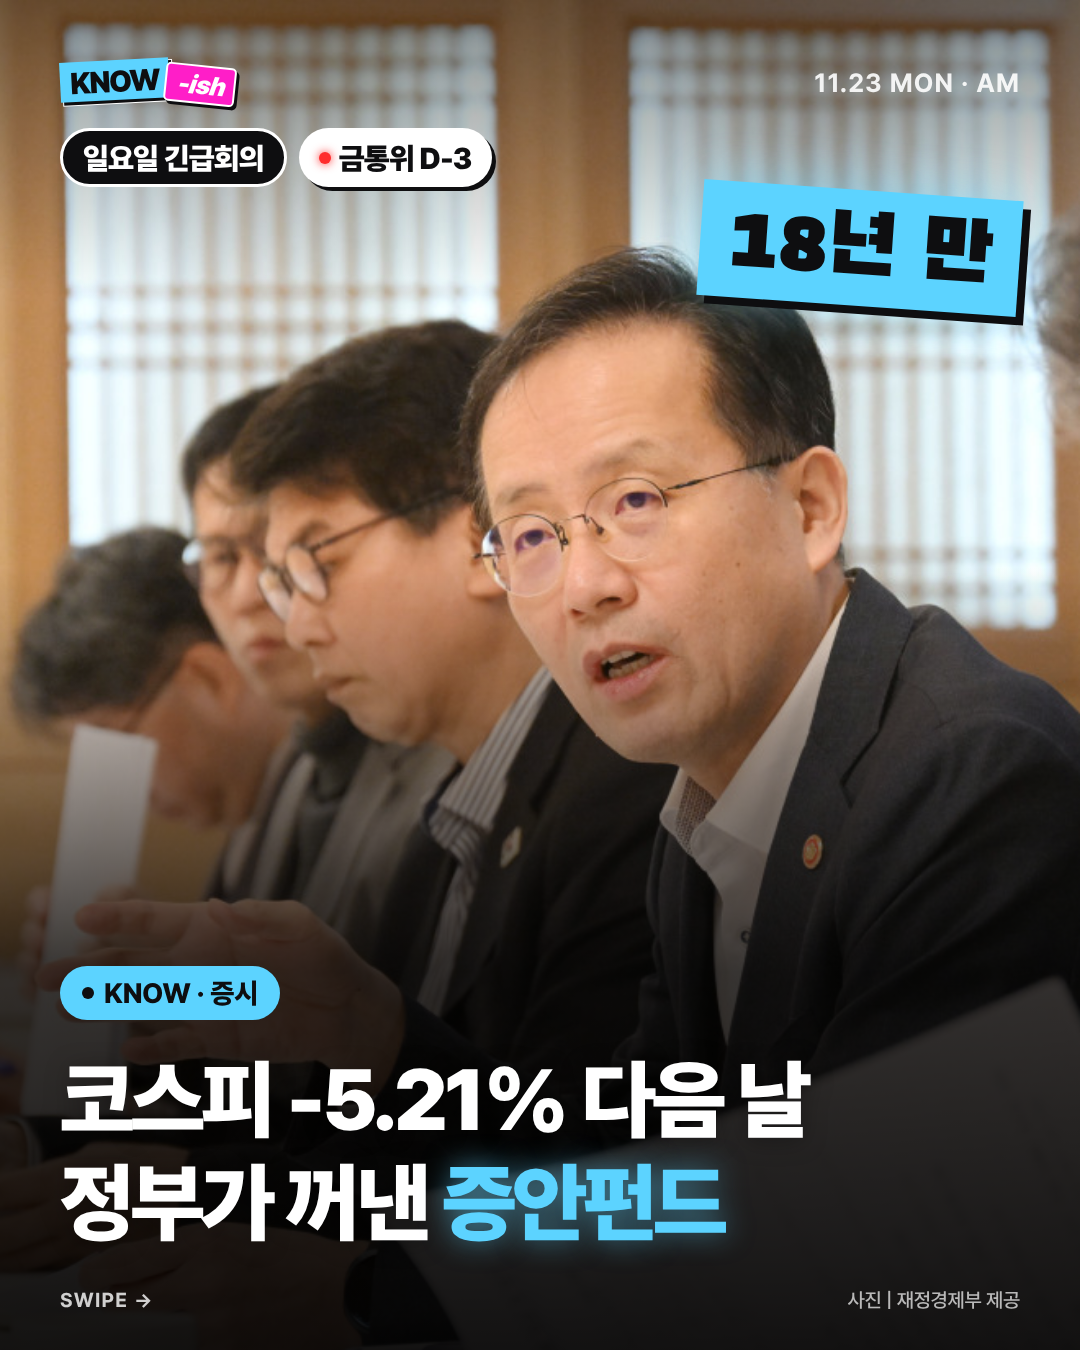 KNOW -ish
11.23 MON · AM
일요일 긴급회의
금통위 D-3
18년 만
KNOW · 증시
코스피 -5.21% 다음 날
정부가 꺼낸 증안펀드
SWIPE →
사진 | 재정경제부 제공